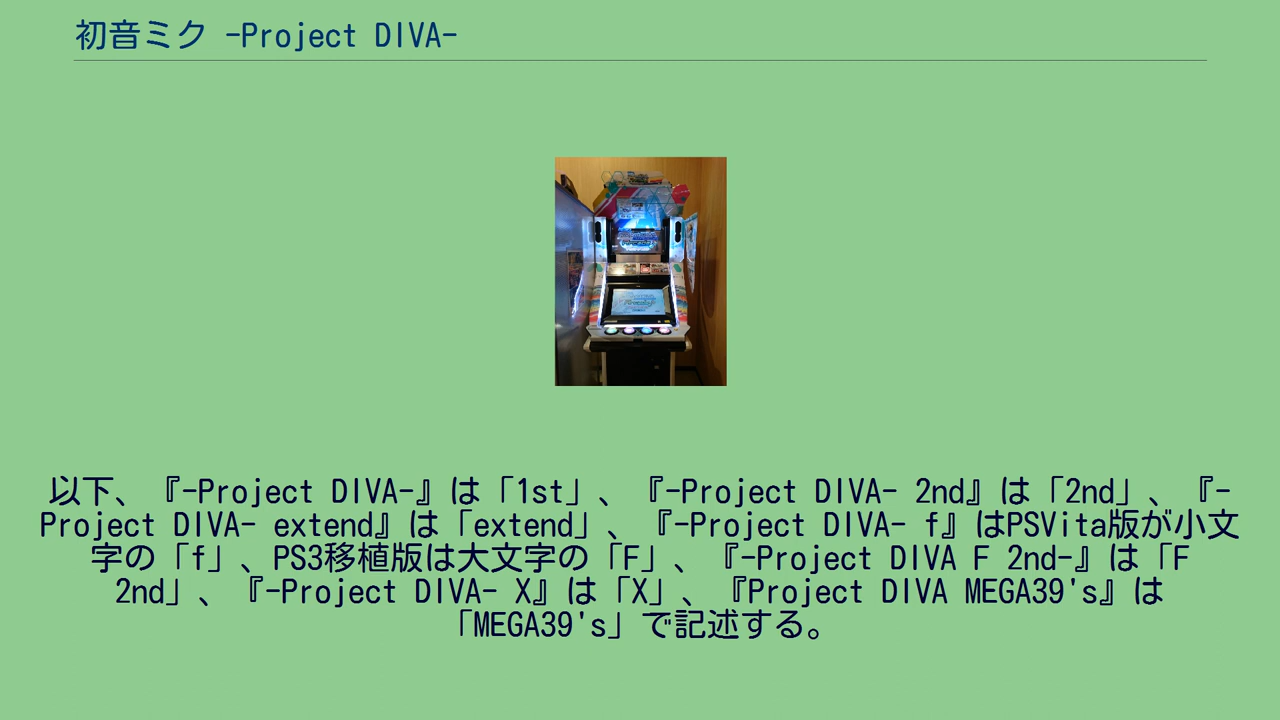 初音ミク -Project DIVA-
以下、『-Project DIVA-』は「1st」、『-Project DIVA- 2nd』は「2nd」、『-
Project DIVA- extend』は「extend」、『-Project DIVA- f』はPSVita版が小文
字の「f」、PS3移植版は大文字の「F」、『-Project DIVA F 2nd-』は「F
2nd」、『-Project DIVA- X』は「X」、『Project DIVA MEGA39's』は
「MEGA39's」で記述する。